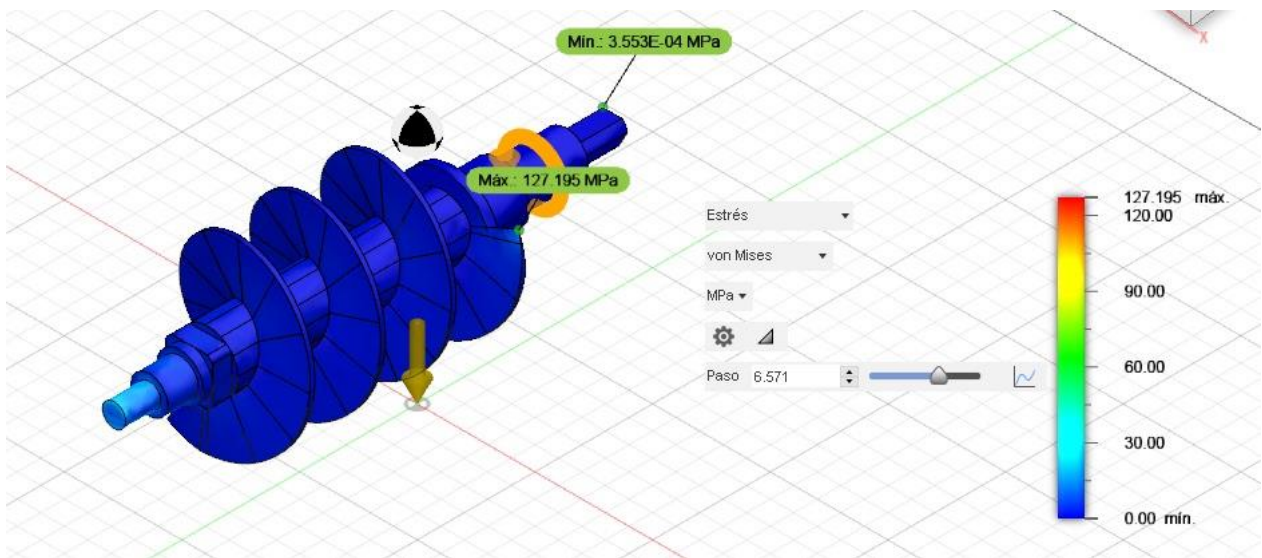 Mín.: 3.553E-04 MPa
X
Máx.: 127.195 MPa
Estrés
von Mises
MPa
Paso 6.571
127.195 máx.
120.00
90.00
60.00
30.00
0.00 mín.